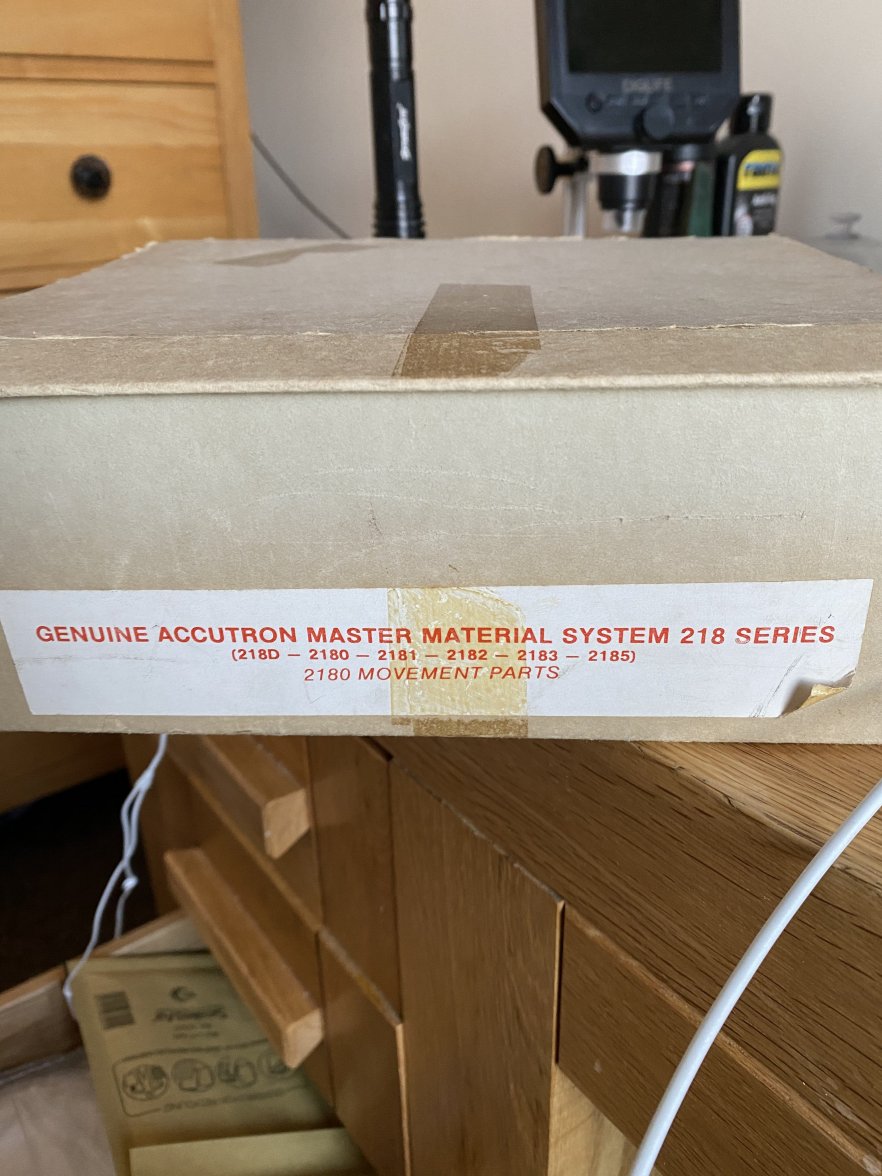 GENUINE ACCUTRON MASTER MATERIAL SYSTEM 218 SERIES
(218D — 2180 — 2181 — 2182 — 2183 — 2185)
2180 MOVEMENT PARTS